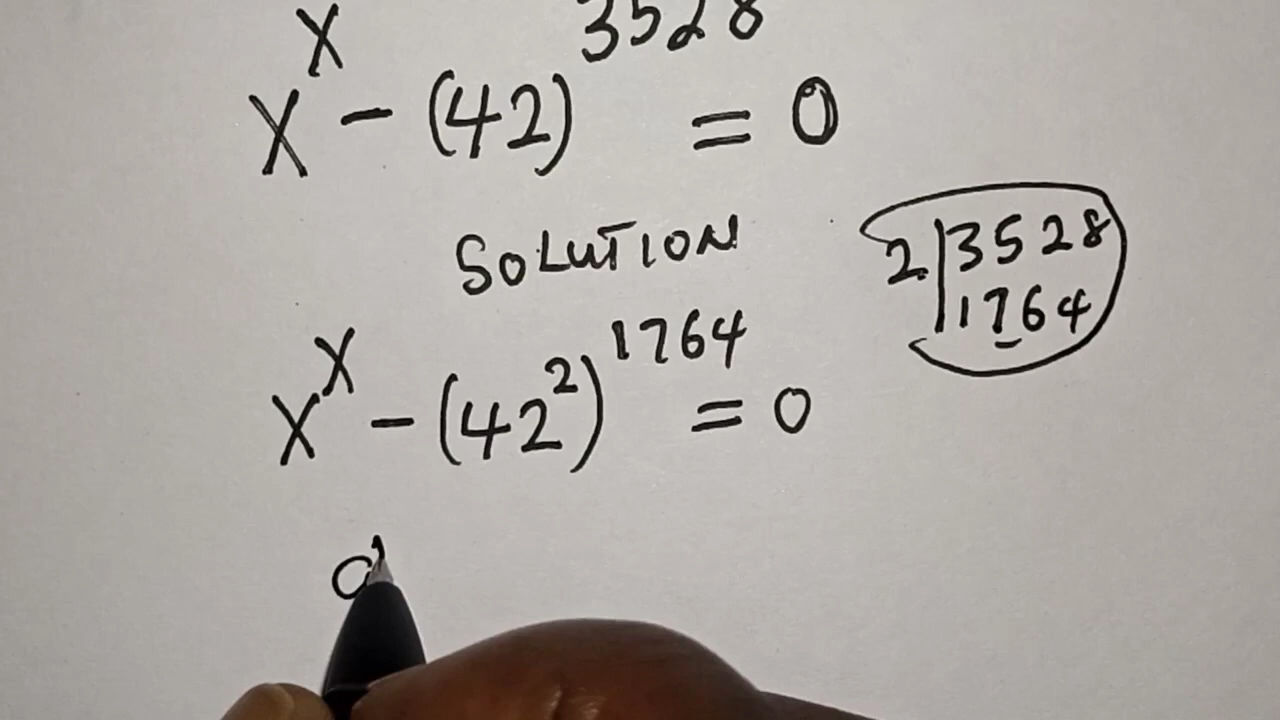 X^X - (42)^3528 = 0
SOLUTION
2|3528
1764
X^X - (42^2)^1764 = 0
a